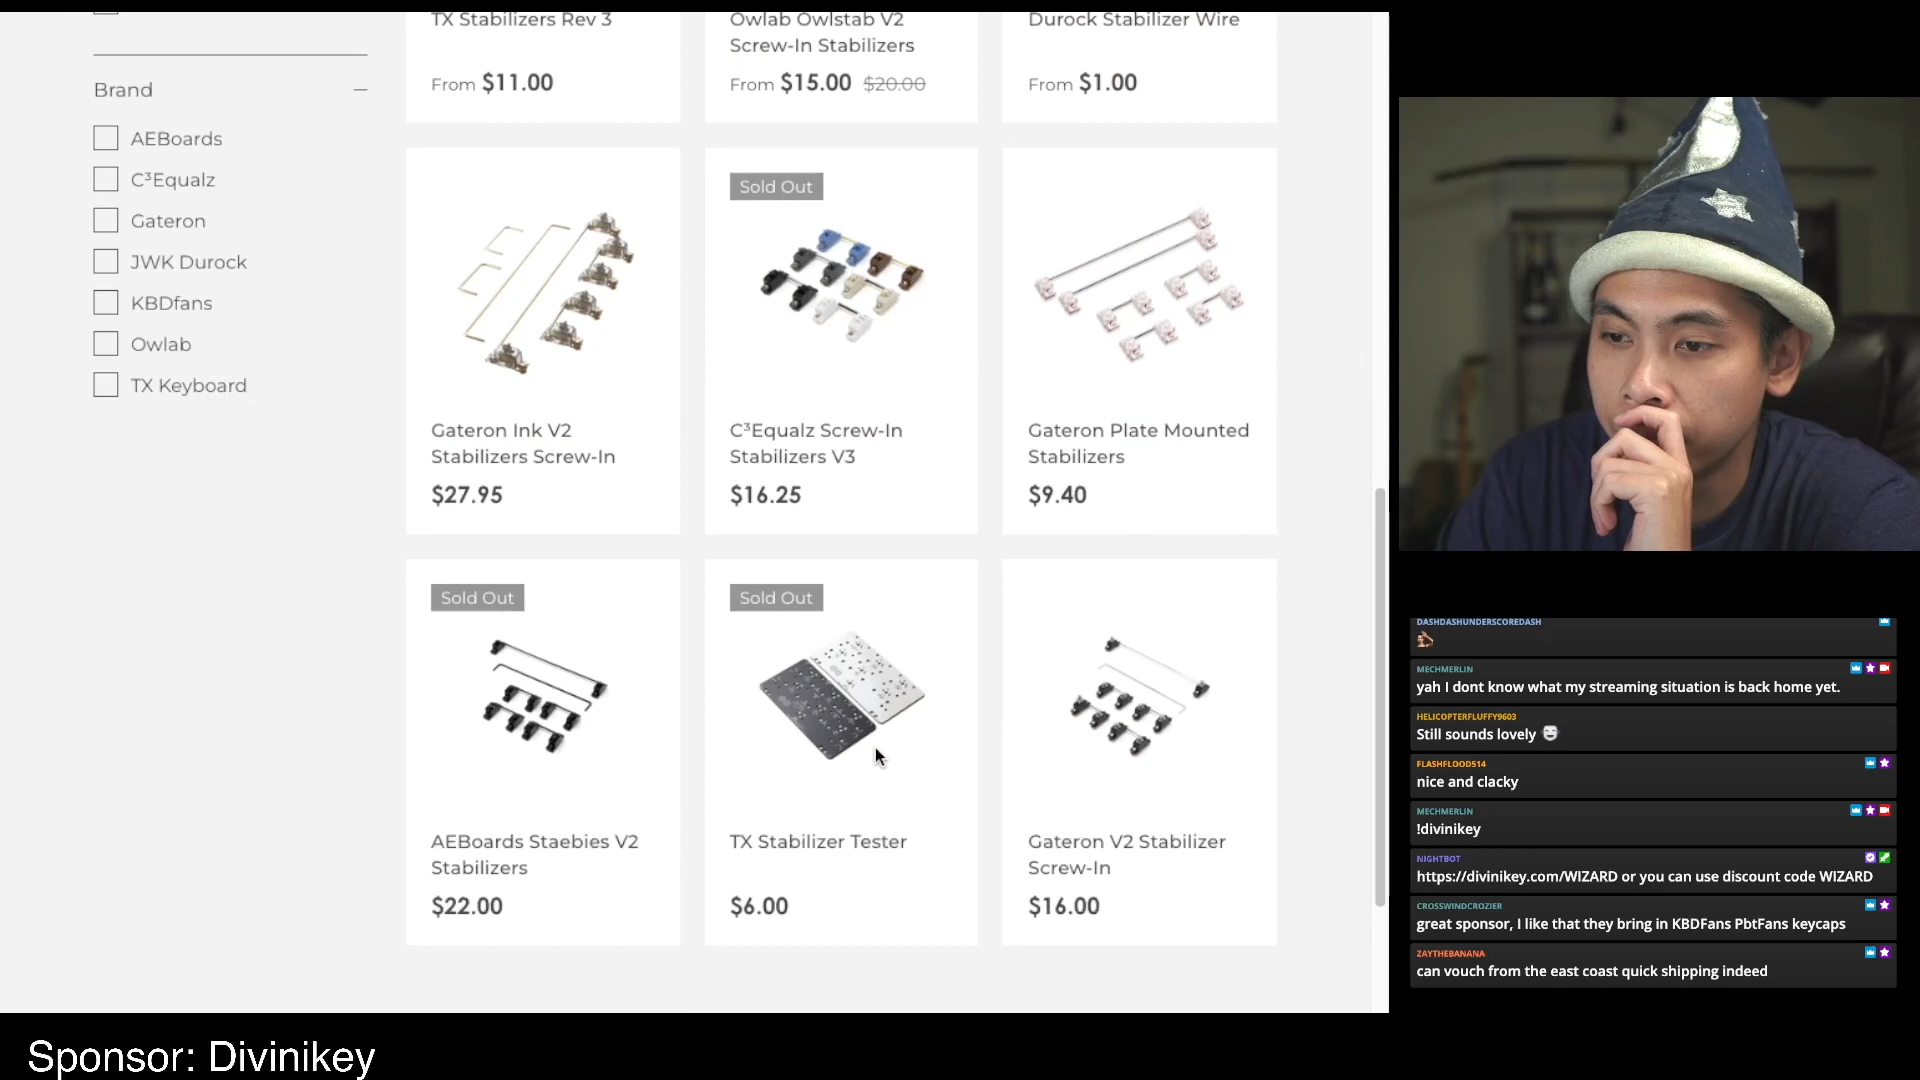 TX Stabilizers Rev 3
From $11.00
Owlab Owlstab V2
Screw-In Stabilizers
From $15.00 $20.00
Durock Stabilizer Wire
From $1.00
Brand
AEBoards
C³Equalz
Gateron
JWK Durock
KBDfans
Owlab
TX Keyboard
Gateron Ink V2
Stabilizers Screw-In
$27.95
Sold Out
C³Equalz Screw-In
Stabilizers V3
$16.25
Gateron Plate Mounted
Stabilizers
$9.40
Sold Out
AEBoards Staebies V2
Stabilizers
$22.00
Sold Out
TX Stabilizer Tester
$6.00
Gateron V2 Stabilizer
Screw-In
$16.00
DASHDASHUNDERSCOREDASH
MECHMERLIN
yah I dont know what my streaming situation is back home yet.
HELICOPTERFLUFFY9603
Still sounds lovely
FLASHFLOOD514
nice and clacky
MECHMERLIN
!divinikey
NIGHTBOT
https://divinikey.com/WIZARD or you can use discount code WIZARD
CROSSWINDCROZIER
great sponsor, I like that they bring in KBDFans PbtFans keycaps
ZAYTHEBANANA
can vouch from the east coast quick shipping indeed
Sponsor: Divinikey